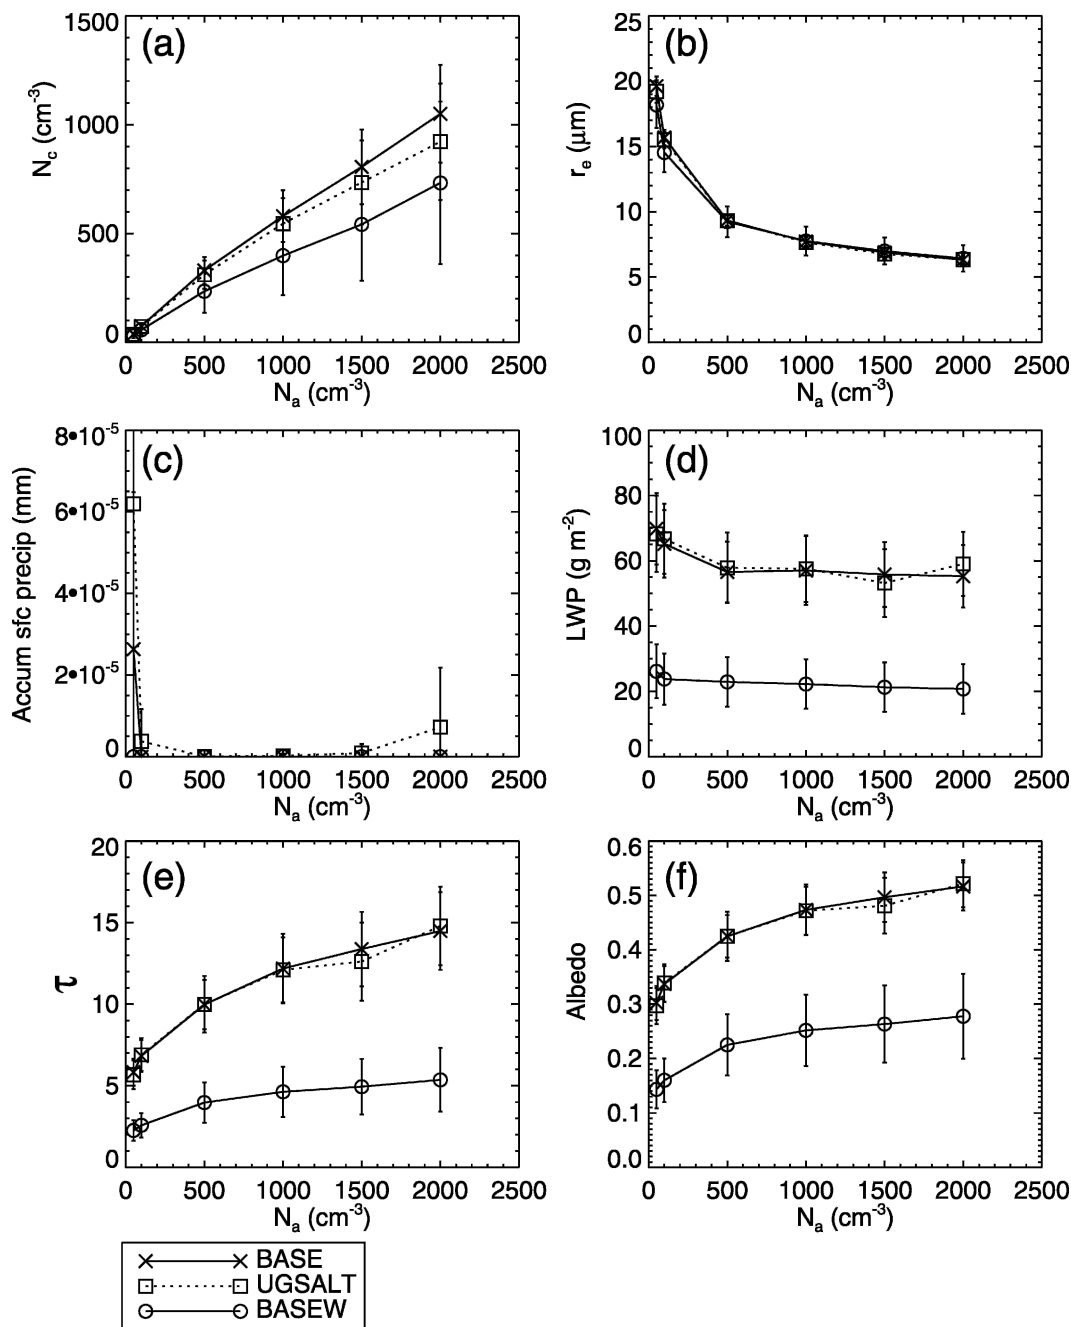 (a)
1500
1000
500
0
N_c (cm⁻³)
0 500 1000 1500 2000 2500
N_a (cm⁻³)
(b)
25
20
15
10
5
0
r_e (μm)
0 500 1000 1500 2000 2500
N_a (cm⁻³)
(c)
8•10⁻⁵
6•10⁻⁵
4•10⁻⁵
2•10⁻⁵
0
Accum sfc precip (mm)
0 500 1000 1500 2000 2500
N_a (cm⁻³)
(d)
100
80
60
40
20
0
LWP (g m⁻²)
0 500 1000 1500 2000 2500
N_a (cm⁻³)
(e)
20
15
10
5
0
τ
0 500 1000 1500 2000 2500
N_a (cm⁻³)
(f)
0.6
0.5
0.4
0.3
0.2
0.1
0.0
Albedo
0 500 1000 1500 2000 2500
N_a (cm⁻³)
BASE
UGSALT
BASEW